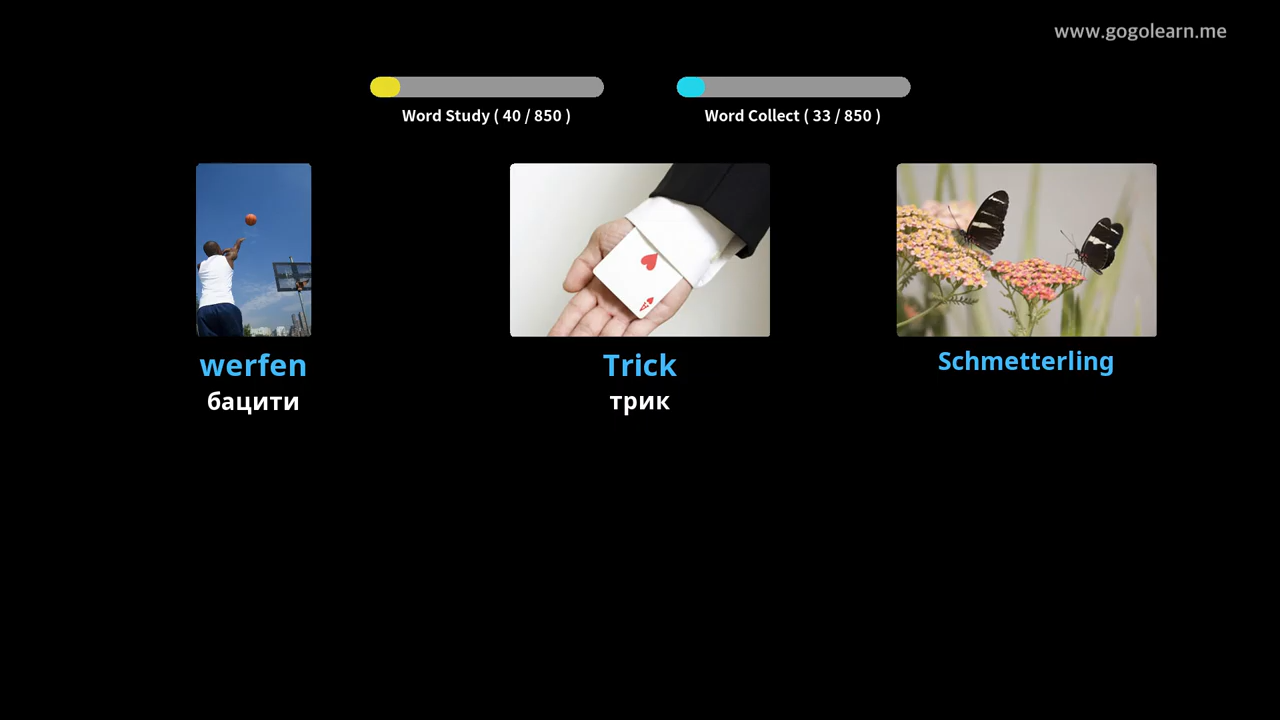 www.gogolearn.me
Word Study ( 40 / 850 )
Word Collect ( 33 / 850 )
werfen
бацити
Trick
трик
Schmetterling